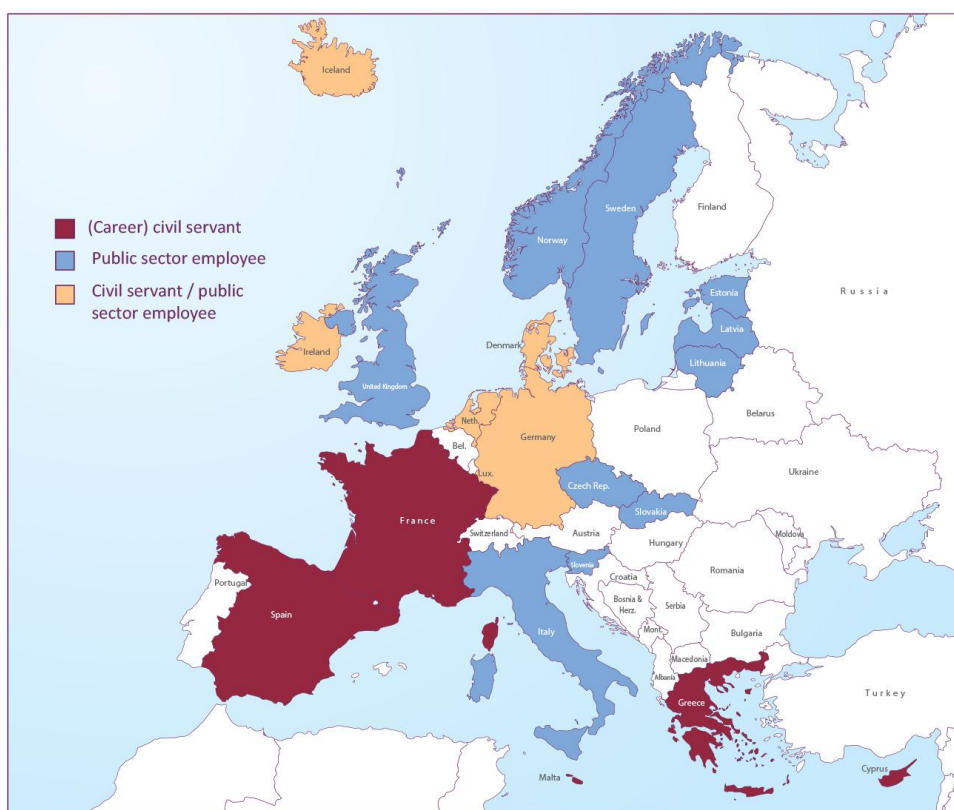 Iceland
(Career) civil servant
Public sector employee
Civil servant / public
sector employee
Finland
Sweden
Norway
Russia
Estonia
Latvia
Lithuania
Denmark
Ireland
United Kingdom
Belarus
Neth.
Poland
Germany
Bel.
Lux.
Ukraine
Czech Rep.
Slovakia
France
Switzerland
Austria
Hungary
Moldova
Slovenia
Romania
Croatia
Portugal
Bosnia &
Herz.
Serbia
Spain
Italy
Mont.
Bulgaria
Macedonia
Albania
Turkey
Greece
Malta
Cyprus